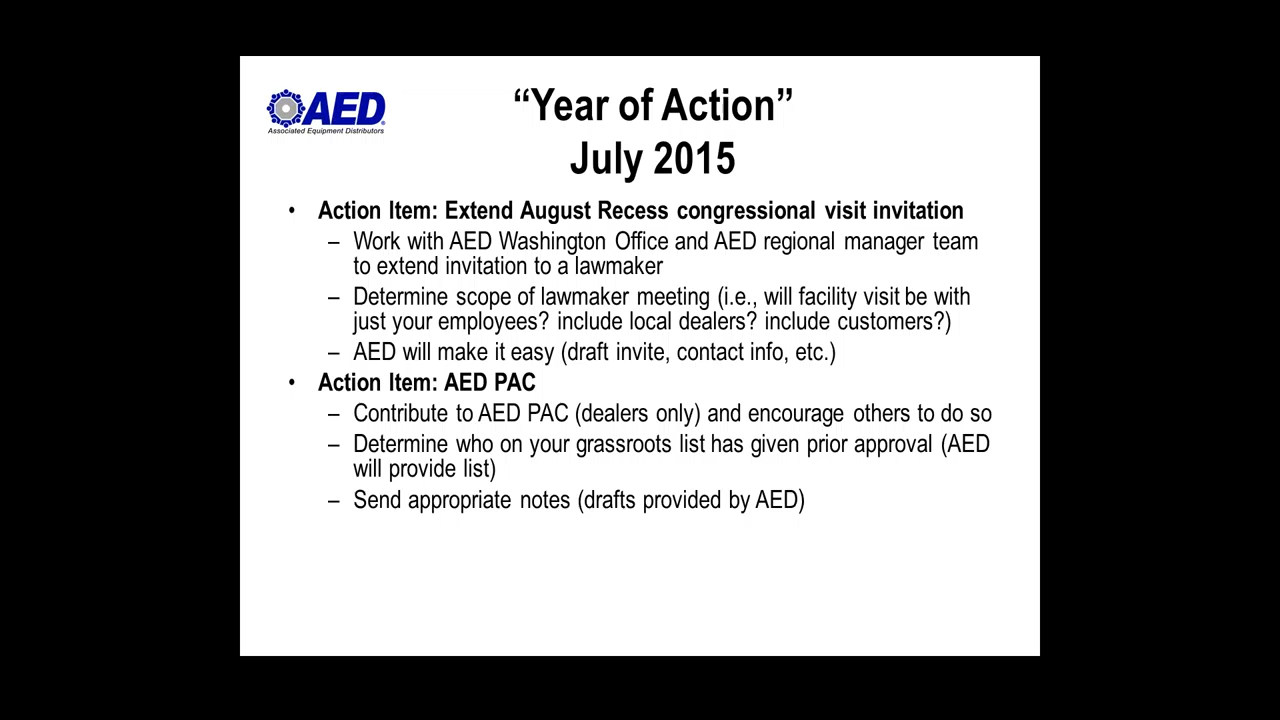 AED
Associated Equipment Distributors
“Year of Action”
July 2015
• Action Item: Extend August Recess congressional visit invitation
– Work with AED Washington Office and AED regional manager team
to extend invitation to a lawmaker
– Determine scope of lawmaker meeting (i.e., will facility visit be with
just your employees? include local dealers? include customers?)
– AED will make it easy (draft invite, contact info, etc.)
• Action Item: AED PAC
– Contribute to AED PAC (dealers only) and encourage others to do so
– Determine who on your grassroots list has given prior approval (AED
will provide list)
– Send appropriate notes (drafts provided by AED)